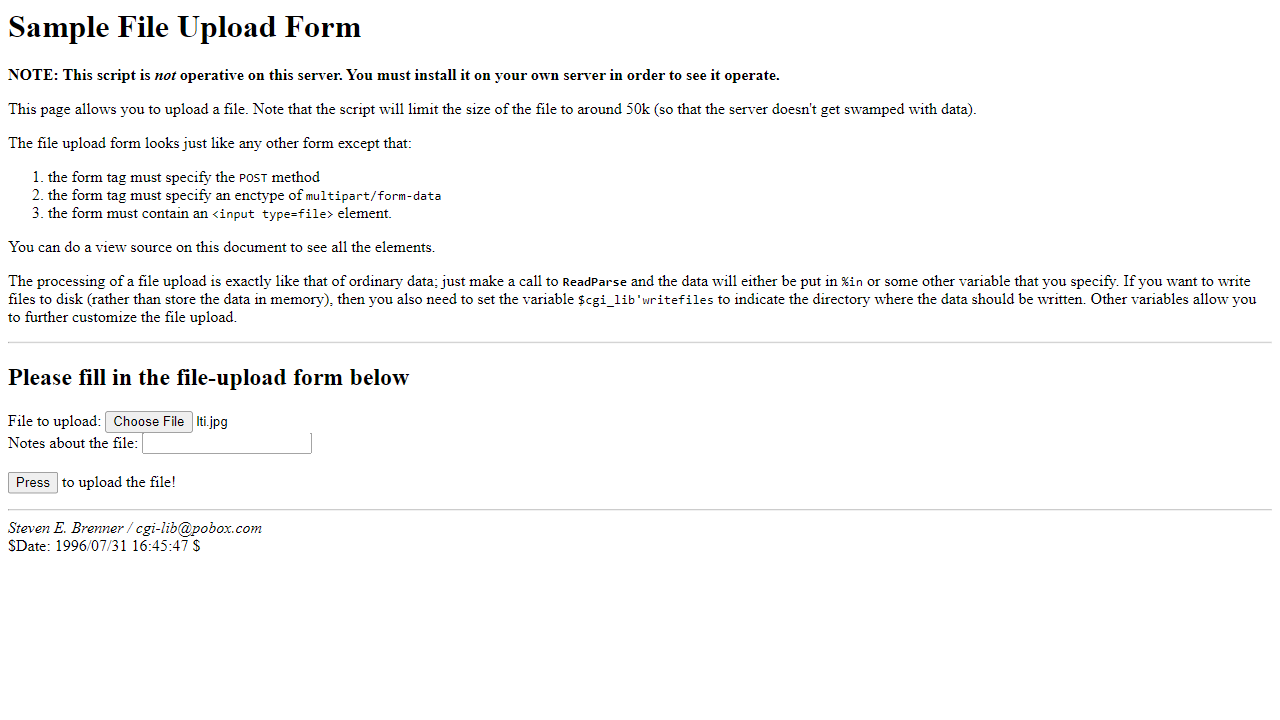 Sample File Upload Form
NOTE: This script is not operative on this server. You must install it on your own server in order to see it operate.
This page allows you to upload a file. Note that the script will limit the size of the file to around 50k (so that the server doesn't get swamped with data).
The file upload form looks just like any other form except that:
1. the form tag must specify the POST method
2. the form tag must specify an enctype of multipart/form-data
3. the form must contain an <input type=file> element.
You can do a view source on this document to see all the elements.
The processing of a file upload is exactly like that of ordinary data; just make a call to ReadParse and the data will either be put in %in or some other variable that you specify. If you want to write
files to disk (rather than store the data in memory), then you also need to set the variable $cgi_lib'writefiles to indicate the directory where the data should be written. Other variables allow you
to further customize the file upload.
Please fill in the file-upload form below
File to upload: Choose File lti.jpg
Notes about the file:
Press to upload the file!
Steven E. Brenner / cgi-lib@pobox.com
$Date: 1996/07/31 16:45:47 $